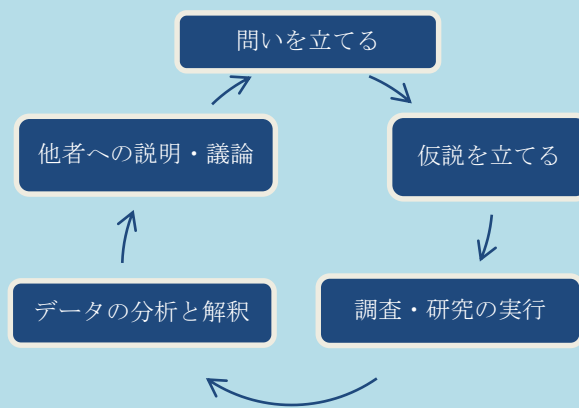 問いを立てる
仮説を立てる
調査・研究の実行
データの分析と解釈
他者への説明・議論